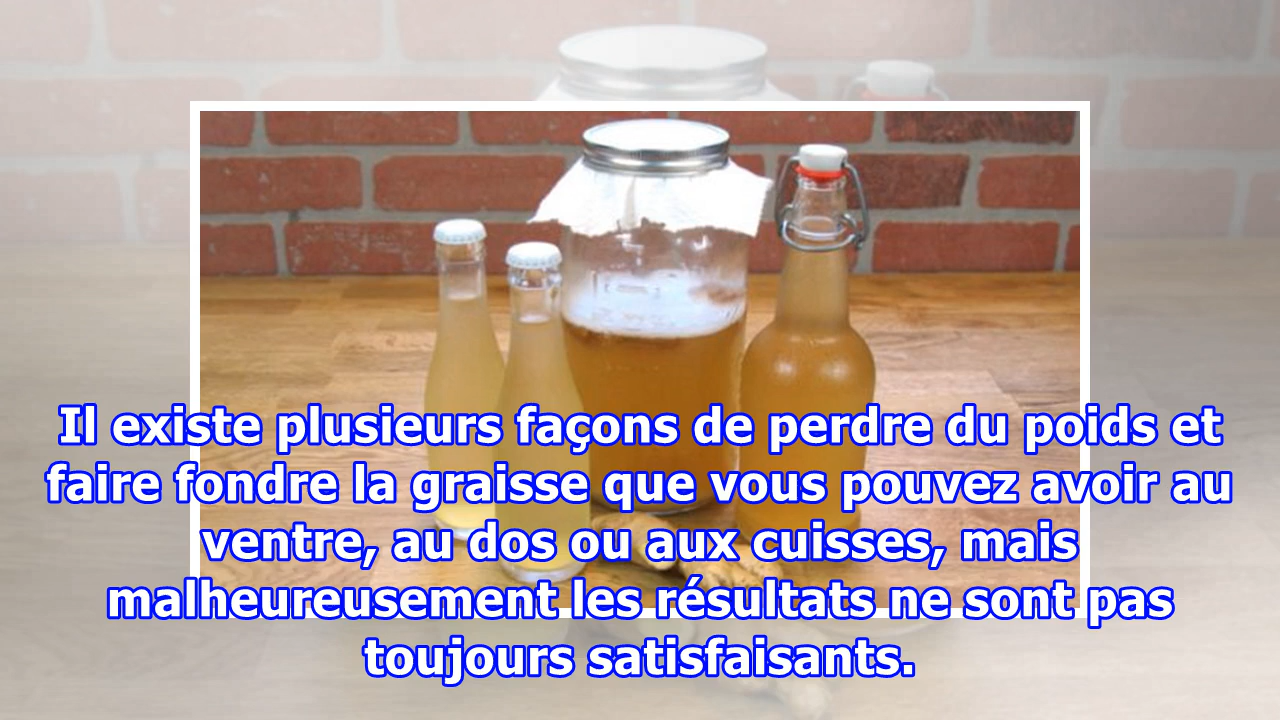 Il existe plusieurs façons de perdre du poids et
faire fondre la graisse que vous pouvez avoir au
ventre, au dos ou aux cuisses, mais
malheureusement les résultats ne sont pas
toujours satisfaisants.